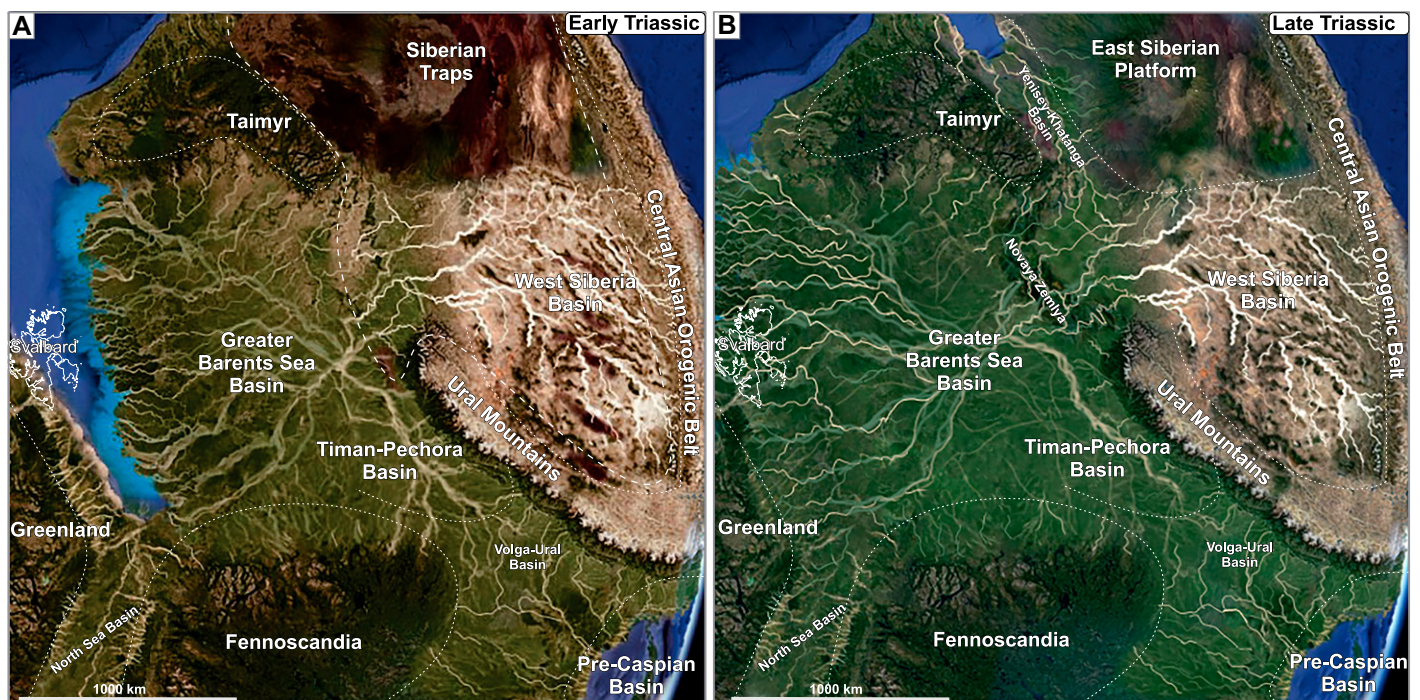 A
Early Triassic
Siberian
Traps
Taimyr
Central Asian Orogenic Belt
West Siberia
Basin
Svalbard
Greater
Barents Sea
Basin
Ural Mountains
Timan-Pechora
Basin
Greenland
Volga-Ural
Basin
North Sea Basin
Fennoscandia
Pre-Caspian
Basin
1000 km
B
Late Triassic
East Siberian
Platform
Yenisey-Khatanga
Basin
Taimyr
Central Asian Orogenic Belt
Novaya Zemlya
West Siberia
Basin
Svalbard
Greater
Barents Sea
Basin
Ural Mountains
Timan-Pechora
Basin
Greenland
Volga-Ural
Basin
North Sea Basin
Fennoscandia
Pre-Caspian
Basin
1000 km